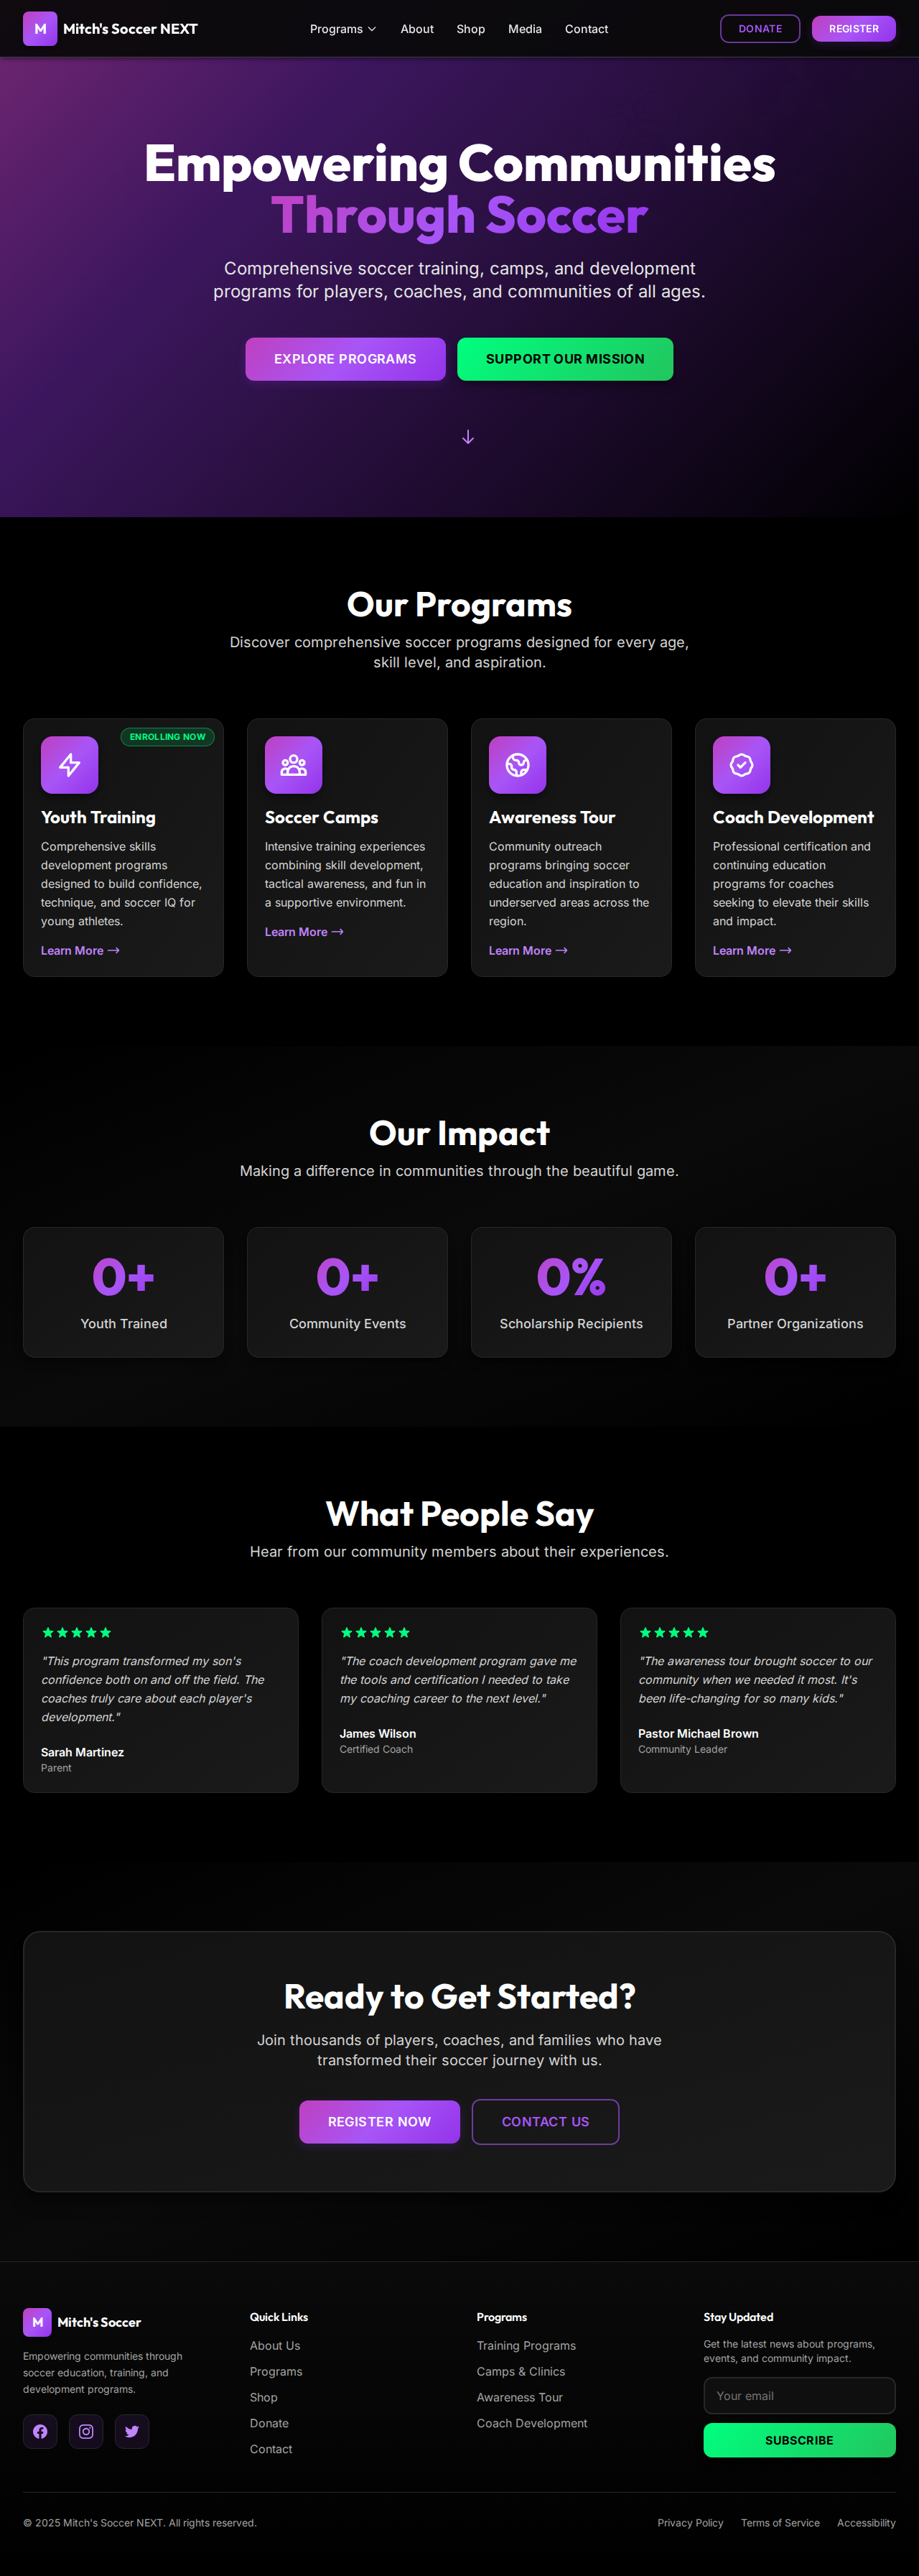 M Mitch's Soccer NEXT
Programs About Shop Media Contact
DONATE REGISTER
Empowering Communities
Through Soccer
Comprehensive soccer training, camps, and development
programs for players, coaches, and communities of all ages.
EXPLORE PROGRAMS SUPPORT OUR MISSION
Our Programs
Discover comprehensive soccer programs designed for every age,
skill level, and aspiration.
ENROLLING NOW
Youth Training
Comprehensive skills
development programs
designed to build confidence,
technique, and soccer IQ for
young athletes.
Learn More
Soccer Camps
Intensive training experiences
combining skill development,
tactical awareness, and fun in
a supportive environment.
Learn More
Awareness Tour
Community outreach
programs bringing soccer
education and inspiration to
underserved areas across the
region.
Learn More
Coach Development
Professional certification and
continuing education
programs for coaches
seeking to elevate their skills
and impact.
Learn More
Our Impact
Making a difference in communities through the beautiful game.
0+
Youth Trained
0+
Community Events
0%
Scholarship Recipients
0+
Partner Organizations
What People Say
Hear from our community members about their experiences.
"This program transformed my son's
confidence both on and off the field. The
coaches truly care about each player's
development."
Sarah Martinez
Parent
"The coach development program gave me
the tools and certification I needed to take
my coaching career to the next level."
James Wilson
Certified Coach
"The awareness tour brought soccer to our
community when we needed it most. It's
been life-changing for so many kids."
Pastor Michael Brown
Community Leader
Ready to Get Started?
Join thousands of players, coaches, and families who have
transformed their soccer journey with us.
REGISTER NOW CONTACT US
M Mitch's Soccer
Empowering communities through
soccer education, training, and
development programs.
Quick Links
About Us
Programs
Shop
Donate
Contact
Programs
Training Programs
Camps & Clinics
Awareness Tour
Coach Development
Stay Updated
Get the latest news about programs,
events, and community impact.
Your email
SUBSCRIBE
© 2025 Mitch's Soccer NEXT. All rights reserved.
Privacy Policy Terms of Service Accessibility